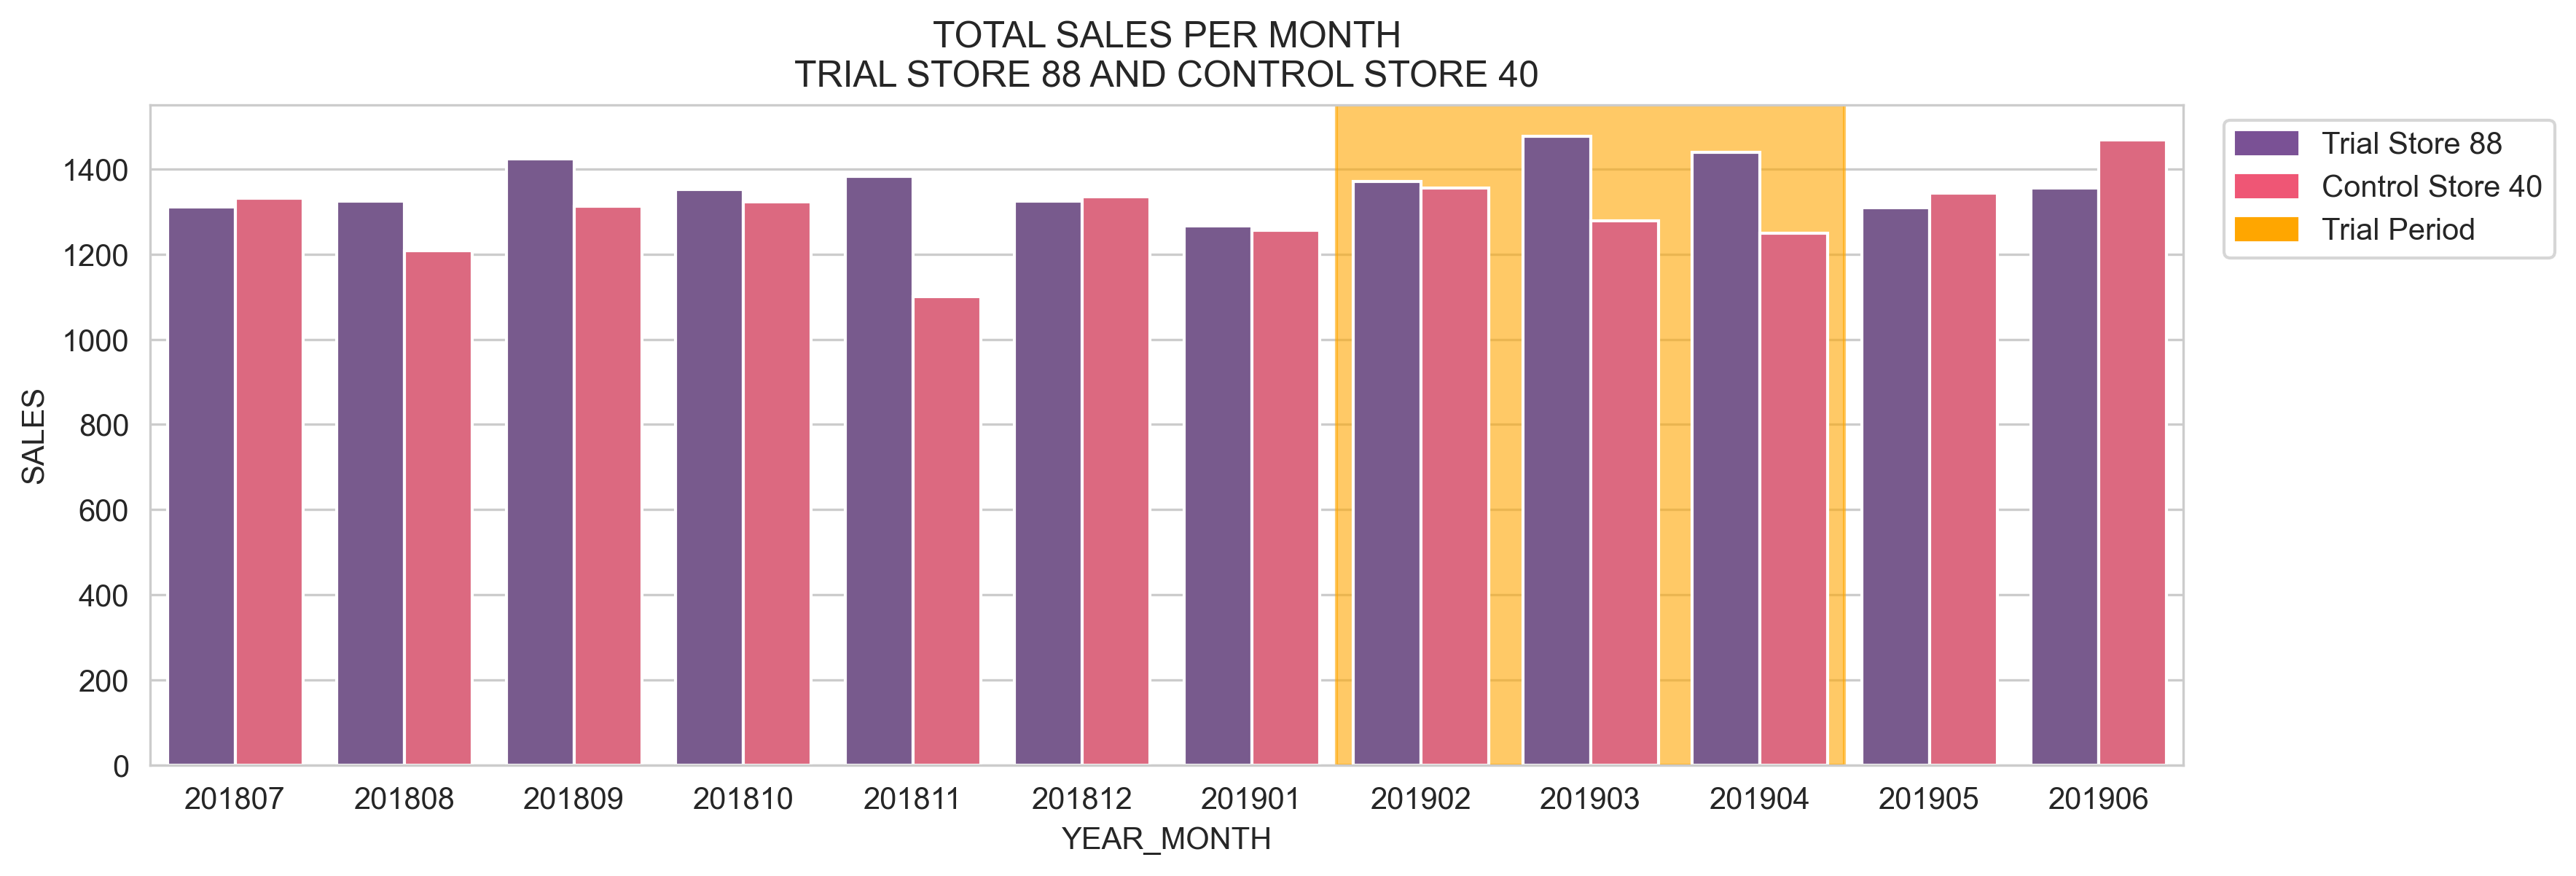 TOTAL SALES PER MONTH
TRIAL STORE 88 AND CONTROL STORE 40
Trial Store 88
Control Store 40
Trial Period
SALES
1400
1200
1000
800
600
400
200
0
201807 201808 201809 201810 201811 201812 201901 201902 201903 201904 201905 201906
YEAR_MONTH